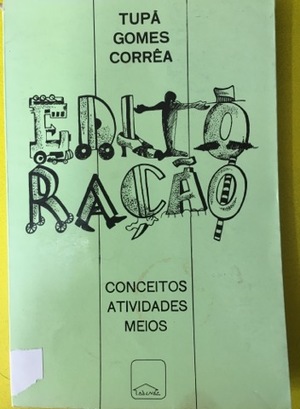 TUPÃ
GOMES
CORRÊA
EDITO
RAÇÃO
CONCEITOS
ATIVIDADES
MEIOS